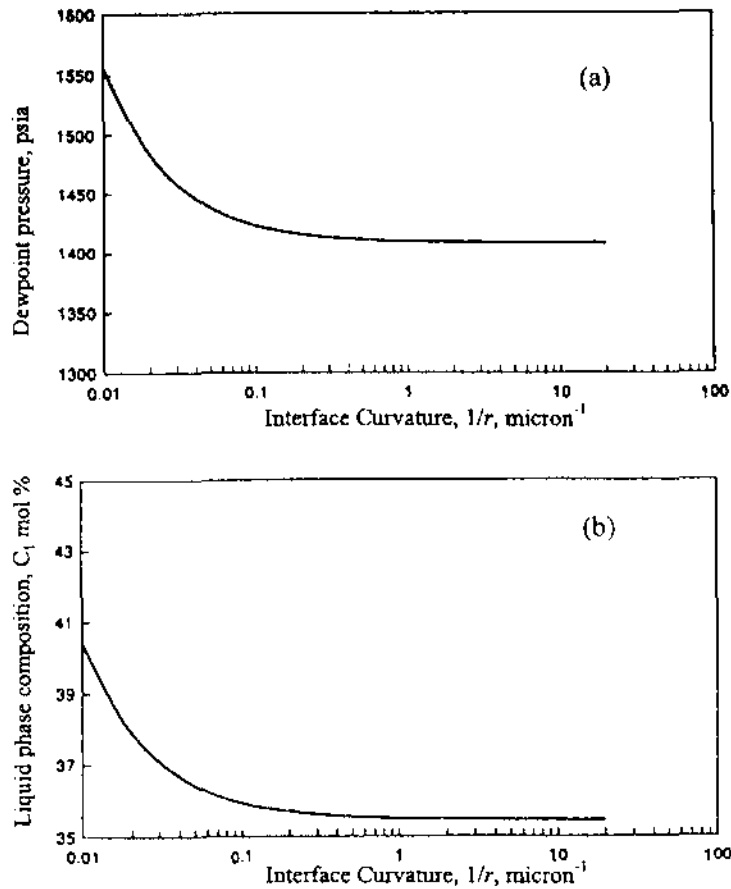 1600
1550
1500
1450
1400
1350
1300
Dewpoint pressure, psia
(a)
0.01 0.1 1 10 100
Interface Curvature, 1/r, micron⁻¹
45
43
41
39
37
35
Liquid phase composition, C₁ mol %
(b)
0.01 0.1 1 10 100
Interface Curvature, 1/r, micron⁻¹